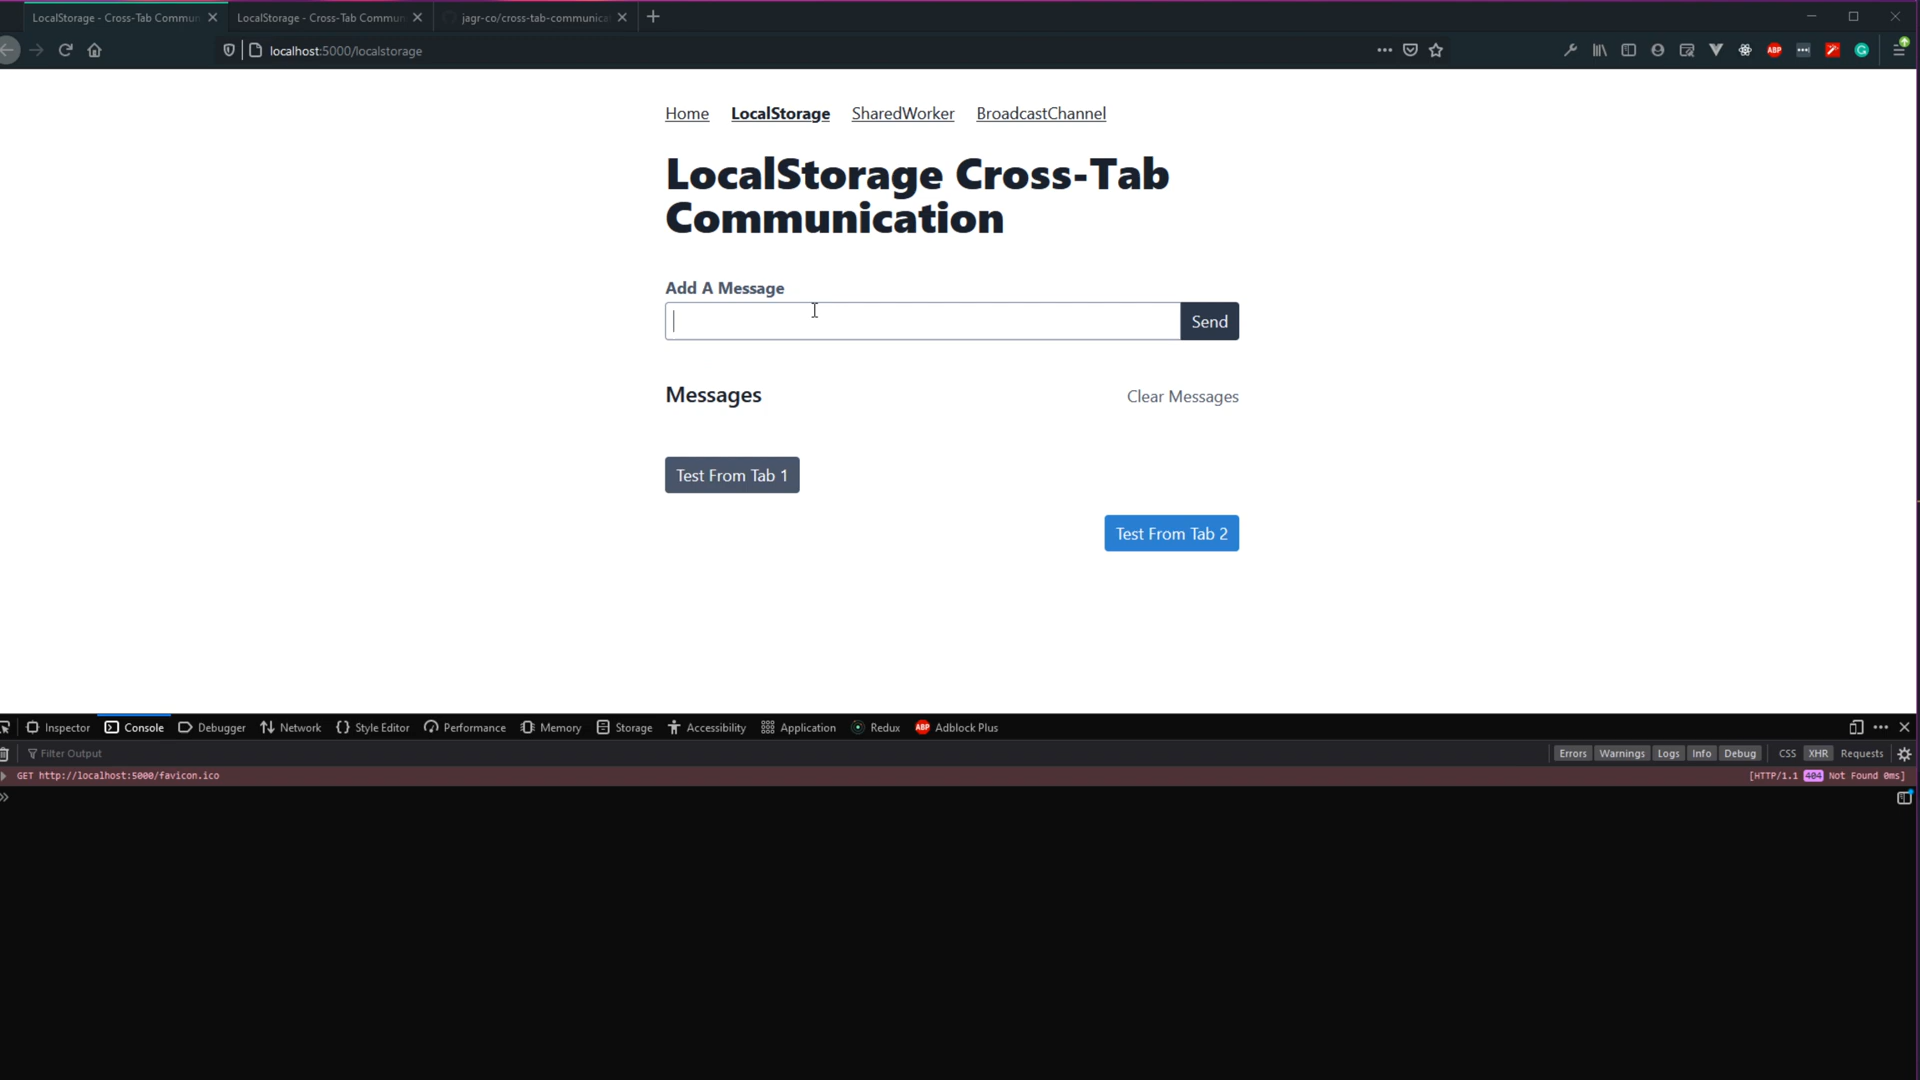 LocalStorage - Cross-Tab Commun
LocalStorage - Cross-Tab Commun
jagr-co/cross-tab-communica
localhost:5000/localstorage
ABP
Home LocalStorage SharedWorker BroadcastChannel
LocalStorage Cross-Tab
Communication
Add A Message
Send
Messages
Clear Messages
Test From Tab 1
Test From Tab 2
Inspector Console Debugger Network Style Editor Performance Memory Storage Accessibility Application Redux ABP Adblock Plus
Filter Output
Errors Warnings Logs Info Debug CSS XHR Requests
GET http://localhost:5000/favicon.ico
[HTTP/1.1 404 Not Found 0ms]